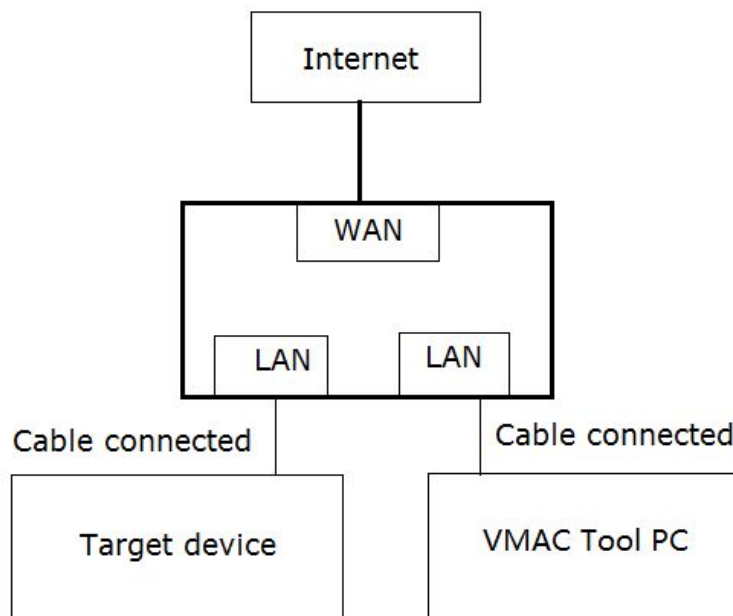 Internet
WAN
LAN
LAN
Cable connected
Cable connected
Target device
VMAC Tool PC